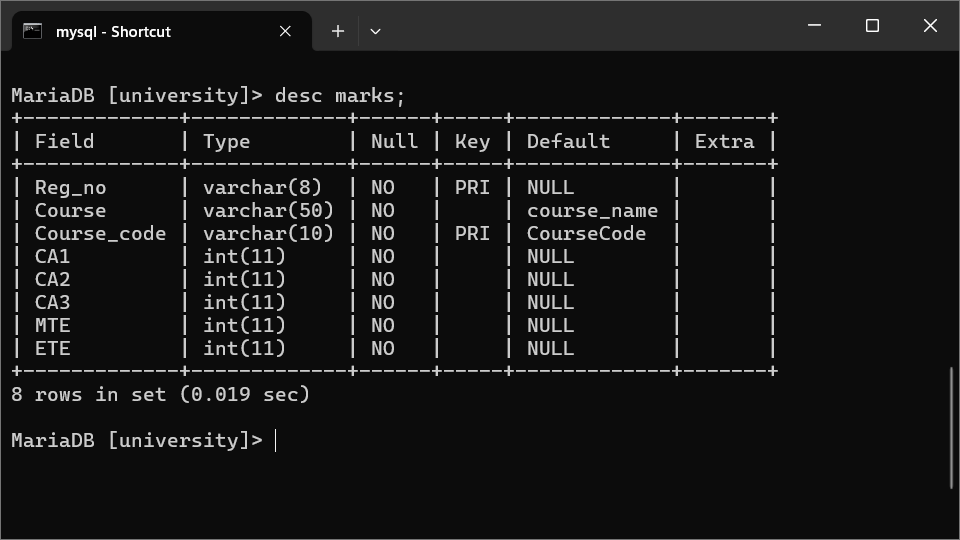 mysql - Shortcut
MariaDB [university]> desc marks;
+-------------+-------------+------+-----+-------------+-------+
| Field       | Type        | Null | Key | Default     | Extra |
+-------------+-------------+------+-----+-------------+-------+
| Reg_no      | varchar(8)  | NO   | PRI | NULL        |       |
| Course      | varchar(50) | NO   |     | course_name |       |
| Course_code | varchar(10) | NO   | PRI | CourseCode  |       |
| CA1         | int(11)     | NO   |     | NULL        |       |
| CA2         | int(11)     | NO   |     | NULL        |       |
| CA3         | int(11)     | NO   |     | NULL        |       |
| MTE         | int(11)     | NO   |     | NULL        |       |
| ETE         | int(11)     | NO   |     | NULL        |       |
+-------------+-------------+------+-----+-------------+-------+
8 rows in set (0.019 sec)
MariaDB [university]>